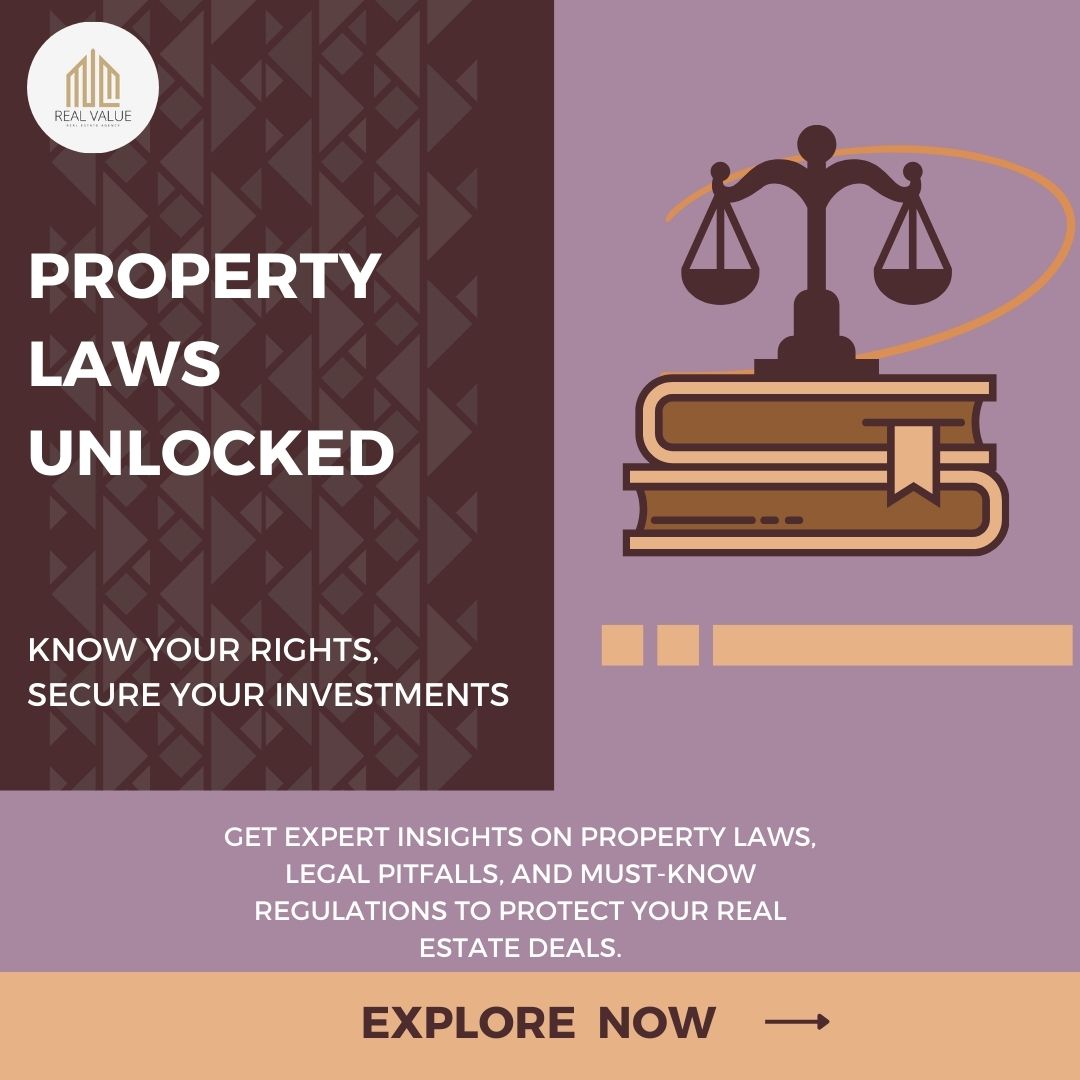 REAL VALUE
REAL ESTATE AGENCY
PROPERTY
LAWS
UNLOCKED
KNOW YOUR RIGHTS,
SECURE YOUR INVESTMENTS
GET EXPERT INSIGHTS ON PROPERTY LAWS,
LEGAL PITFALLS, AND MUST-KNOW
REGULATIONS TO PROTECT YOUR REAL
ESTATE DEALS.
EXPLORE NOW